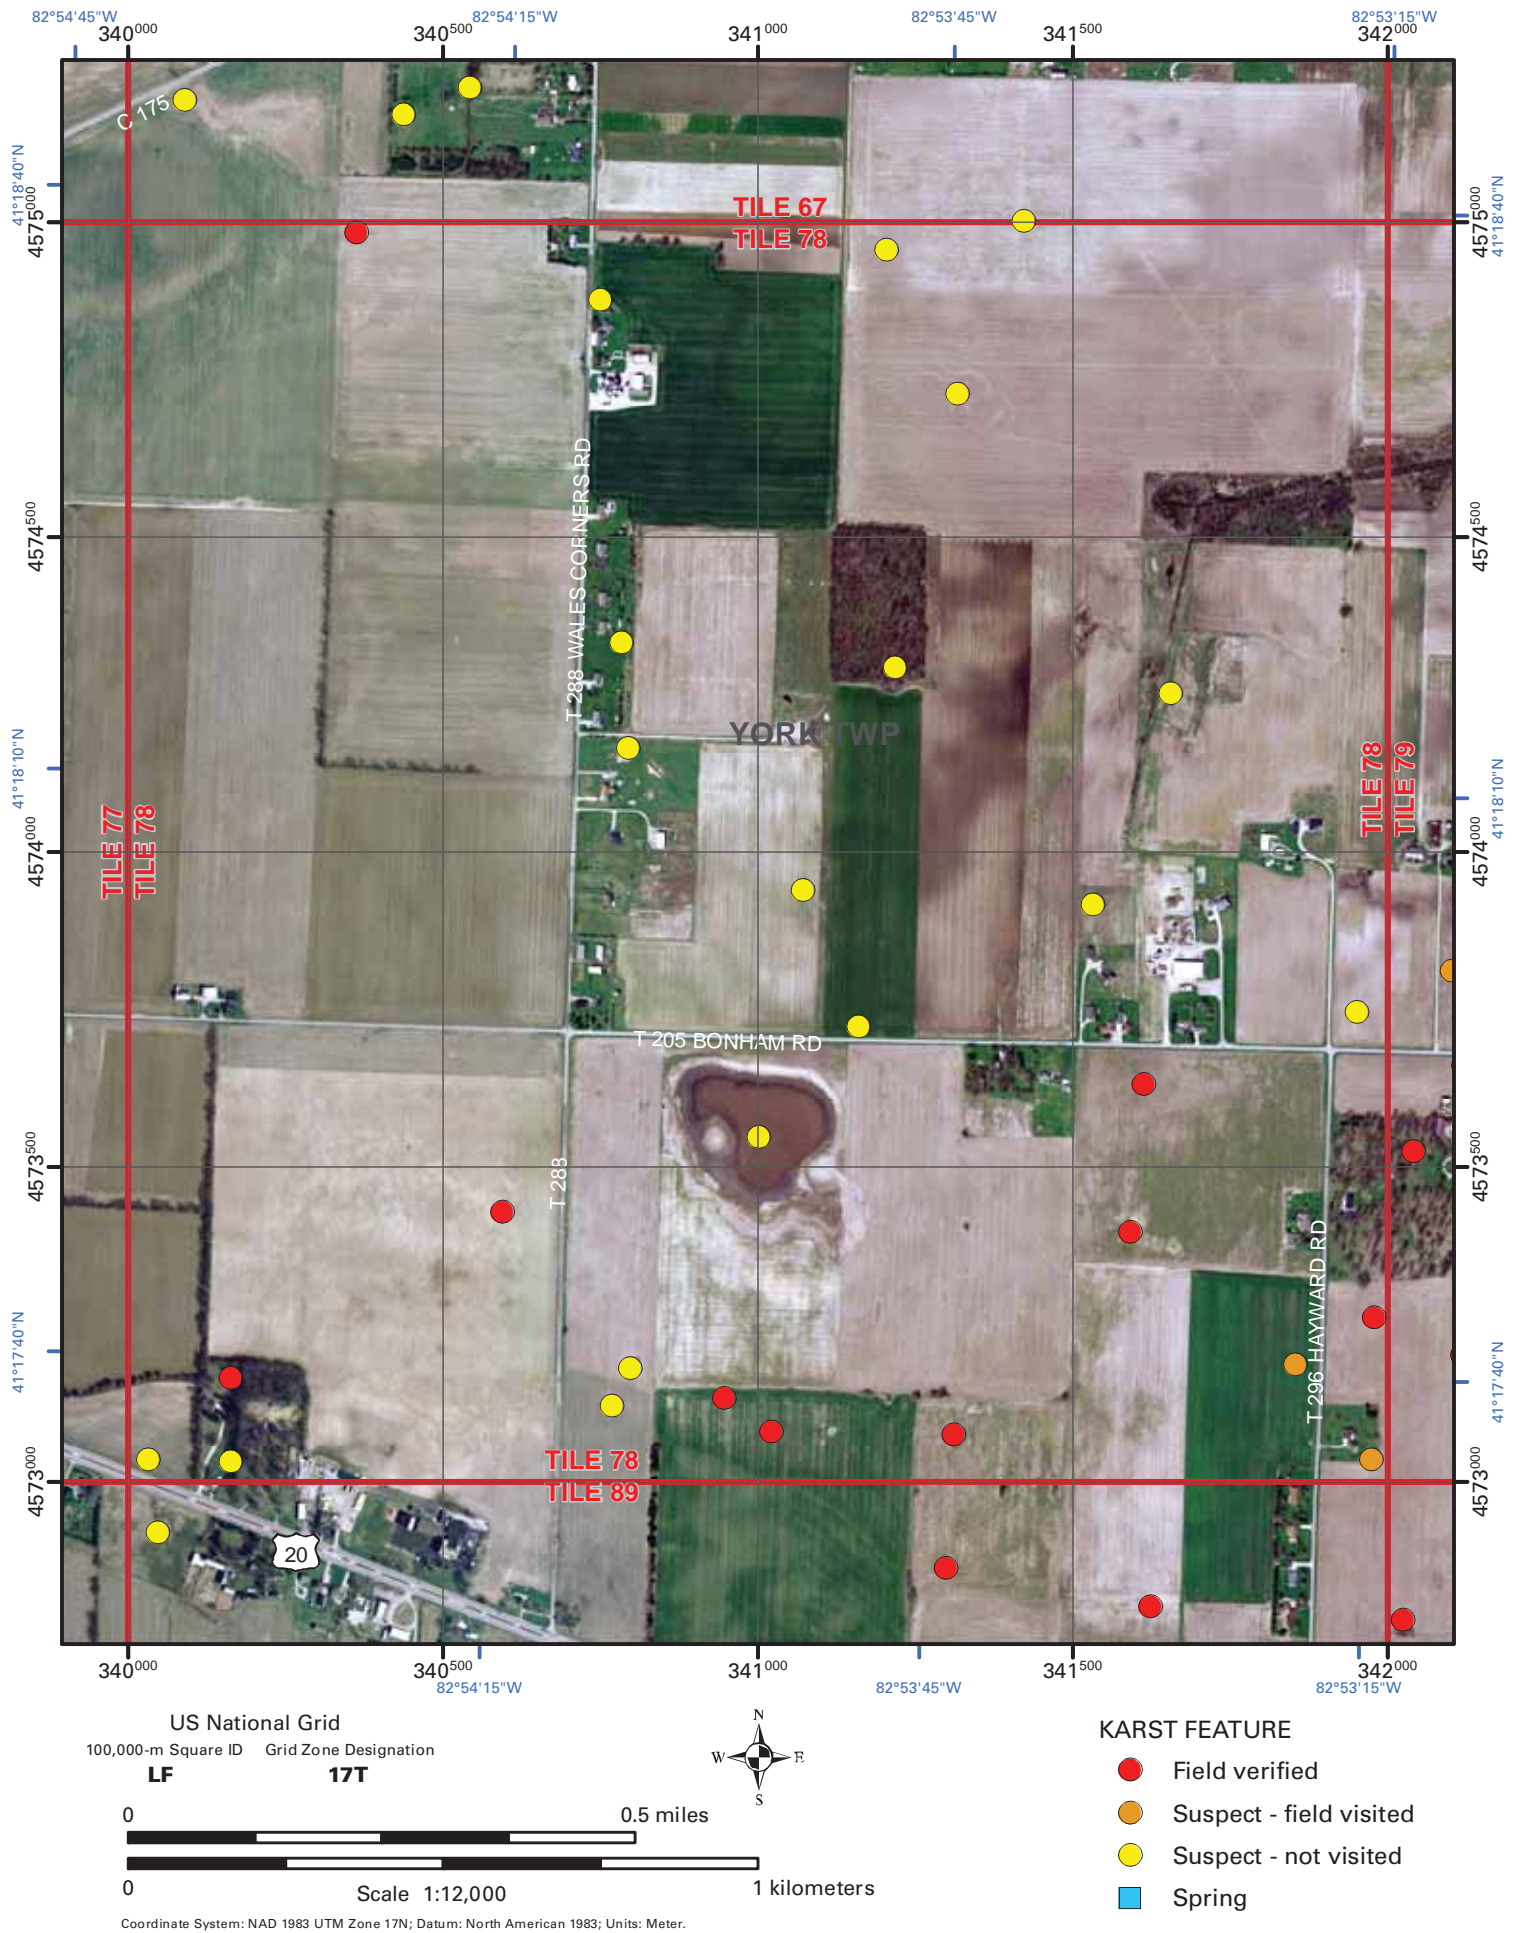 82°54'45"W 82°54'15"W 82°53'45"W 82°53'15"W
340000 340500 341000 341500 342000
C 175
41°18'40"N 41°18'40"N
4575000 4575000
TILE 67
TILE 78
T 288 WALES CORNERS RD
4574500 4574500
YORK TWP
41°18'10"N 41°18'10"N
TILE 77
TILE 78
TILE 78
TILE 79
4574000 4574000
T 205 BONHAM RD
4573500 4573500
T 288
T 296 HAYWARD RD
41°17'40"N 41°17'40"N
TILE 78
TILE 89
4573000 4573000
20
340000 340500 341000 341500 342000
82°54'15"W 82°53'45"W 82°53'15"W
US National Grid
100,000-m Square ID Grid Zone Designation
LF 17T
0 0.5 miles
0 1 kilometers
Scale 1:12,000
Coordinate System: NAD 1983 UTM Zone 17N; Datum: North American 1983; Units: Meter.
N
W E
S
KARST FEATURE
Field verified
Suspect - field visited
Suspect - not visited
Spring